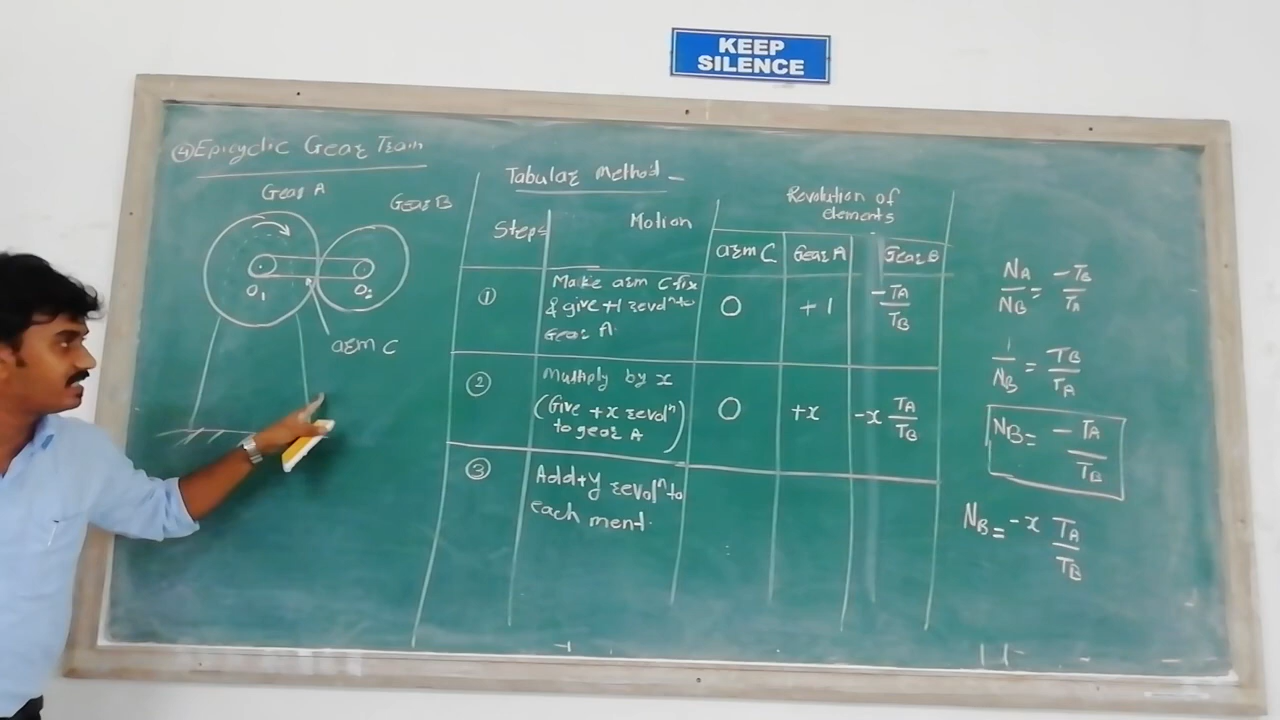 KEEP
SILENCE
④ Epicyclic Gear Train
Gear A
Gear B
O1
O2
arm C
Tabular Method -
Steps
Motion
Revolution of
elements
arm C
Gear A
Gear B
①
Make arm C fix
& give +1 revolⁿ to
Gear A.
0
+1
-TA/TB
②
Multiply by x
(Give +x revolⁿ
to gear A)
0
+x
-x TA/TB
③
Add +y revolⁿ to
each ment.
NA/NB = -TB/TA
1/NB = TB/TA
NB = -TA/TB
NB = -x TA/TB